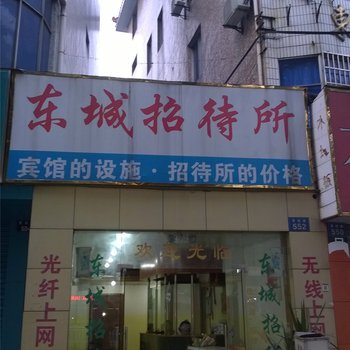 东城招待所
宾馆的设施·招待所的价格
欢迎光临
光纤上网
东城招
东城招
无线上网
552
550